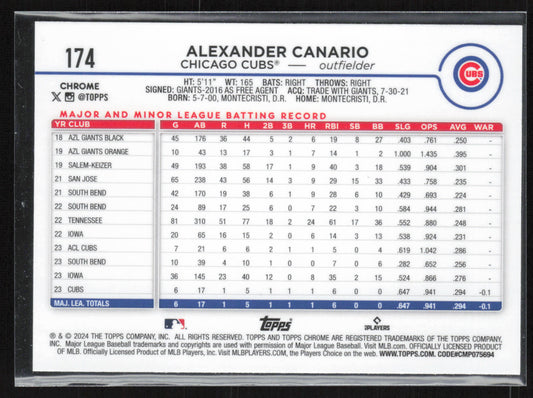 174
ALEXANDER CANARIO
CHICAGO CUBS® — outfielder
CUBS
CHROME
@TOPPS
HT: 5'11" WT: 165 BATS: RIGHT THROWS: RIGHT
SIGNED: GIANTS-2016 AS FREE AGENT ACQ: TRADE WITH GIANTS, 7-30-21
BORN: 5-7-00, MONTECRISTI, D.R. HOME: MONTECRISTI, D.R.
MAJOR AND MINOR LEAGUE BATTING RECORD
YR CLUB G AB R H 2B 3B HR RBI SB BB SLG OPS AVG WAR
18 AZL GIANTS BLACK 45 176 36 44 5 2 6 19 8 27 .403 .761 .250 -
19 AZL GIANTS ORANGE 10 43 13 17 3 1 7 14 1 2 1.000 1.435 .395 -
19 SALEM-KEIZER 49 193 38 58 17 1 9 40 3 18 .539 .904 .301 -
21 SAN JOSE 65 238 43 56 14 3 9 29 15 33 .433 .758 .235 -
21 SOUTH BEND 42 170 19 38 6 1 9 28 6 10 .429 .693 .224 -
22 SOUTH BEND 24 89 17 25 6 0 7 22 3 10 .584 .944 .281 -
22 TENNESSEE 81 310 51 77 18 2 24 61 17 36 .552 .880 .248 -
22 IOWA 20 65 16 15 2 0 6 14 3 13 .538 .924 .231 -
23 ACL CUBS 7 21 6 6 2 1 1 5 0 4 .619 1.042 .286 -
23 SOUTH BEND 10 39 4 10 1 0 0 7 0 2 .282 .652 .256 -
23 IOWA 36 145 23 40 12 0 8 35 2 15 .524 .866 .276 -
23 CUBS 6 17 1 5 1 1 1 6 0 0 .647 .941 .294 -0.1
MAJ. LEA. TOTALS 6 17 1 5 1 1 1 6 0 0 .647 .941 .294 -0.1
Topps
PLAYERS
® & © 2024 THE TOPPS COMPANY, INC. ALL RIGHTS RESERVED. TOPPS AND TOPPS CHROME ARE REGISTERED TRADEMARKS OF THE TOPPS COMPANY,
INC. Major League Baseball trademarks and copyrights are used with permission of Major League Baseball. Visit MLB.com. OFFICIALLY LICENSED PRODUCT
OF MLB. Officially Licensed Product of MLB Players, Inc. Visit MLBPLAYERS.com, the Players Choice on the web. WWW.TOPPS.COM. CODE#CMP075694